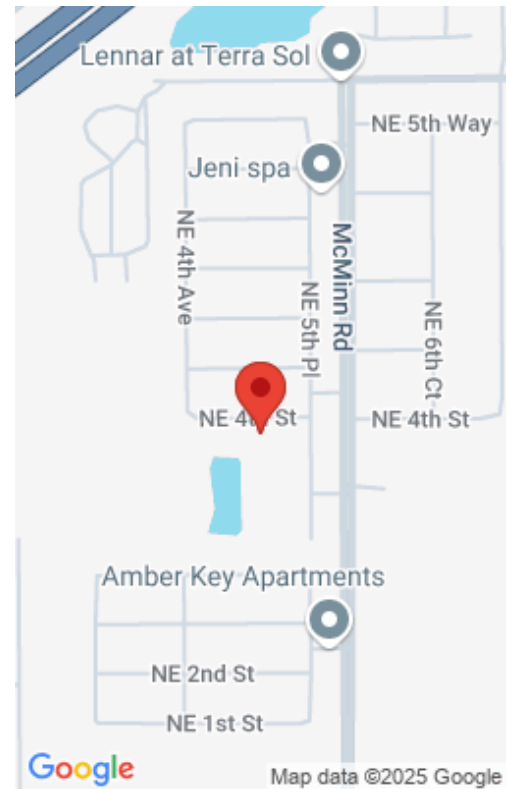 Lennar at Terra Sol
NE 5th Way
Jeni spa
NE 4th Ave
McMinn Rd
NE 5th Pl
NE 6th Ct
NE 4th St
NE 4th St
Amber Key Apartments
NE 2nd St
NE 1st St
Google
Map data ©2025 Google